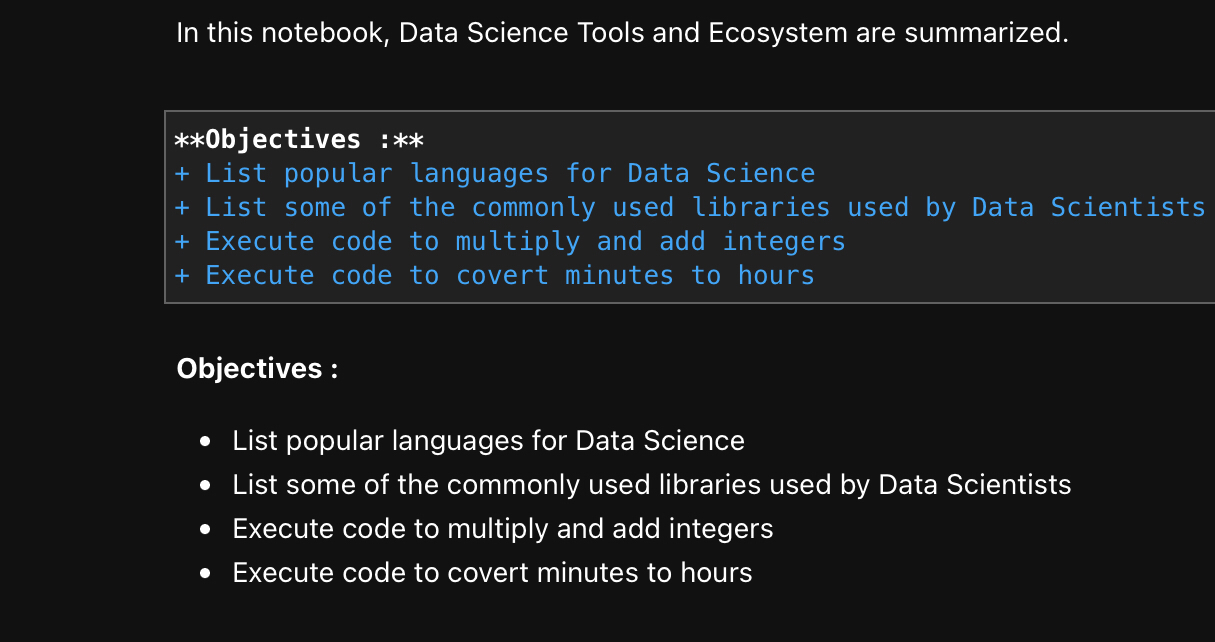 In this notebook, Data Science Tools and Ecosystem are summarized.
**Objectives :**
+ List popular languages for Data Science
+ List some of the commonly used libraries used by Data Scientists
+ Execute code to multiply and add integers
+ Execute code to covert minutes to hours
Objectives :
• List popular languages for Data Science
• List some of the commonly used libraries used by Data Scientists
• Execute code to multiply and add integers
• Execute code to covert minutes to hours